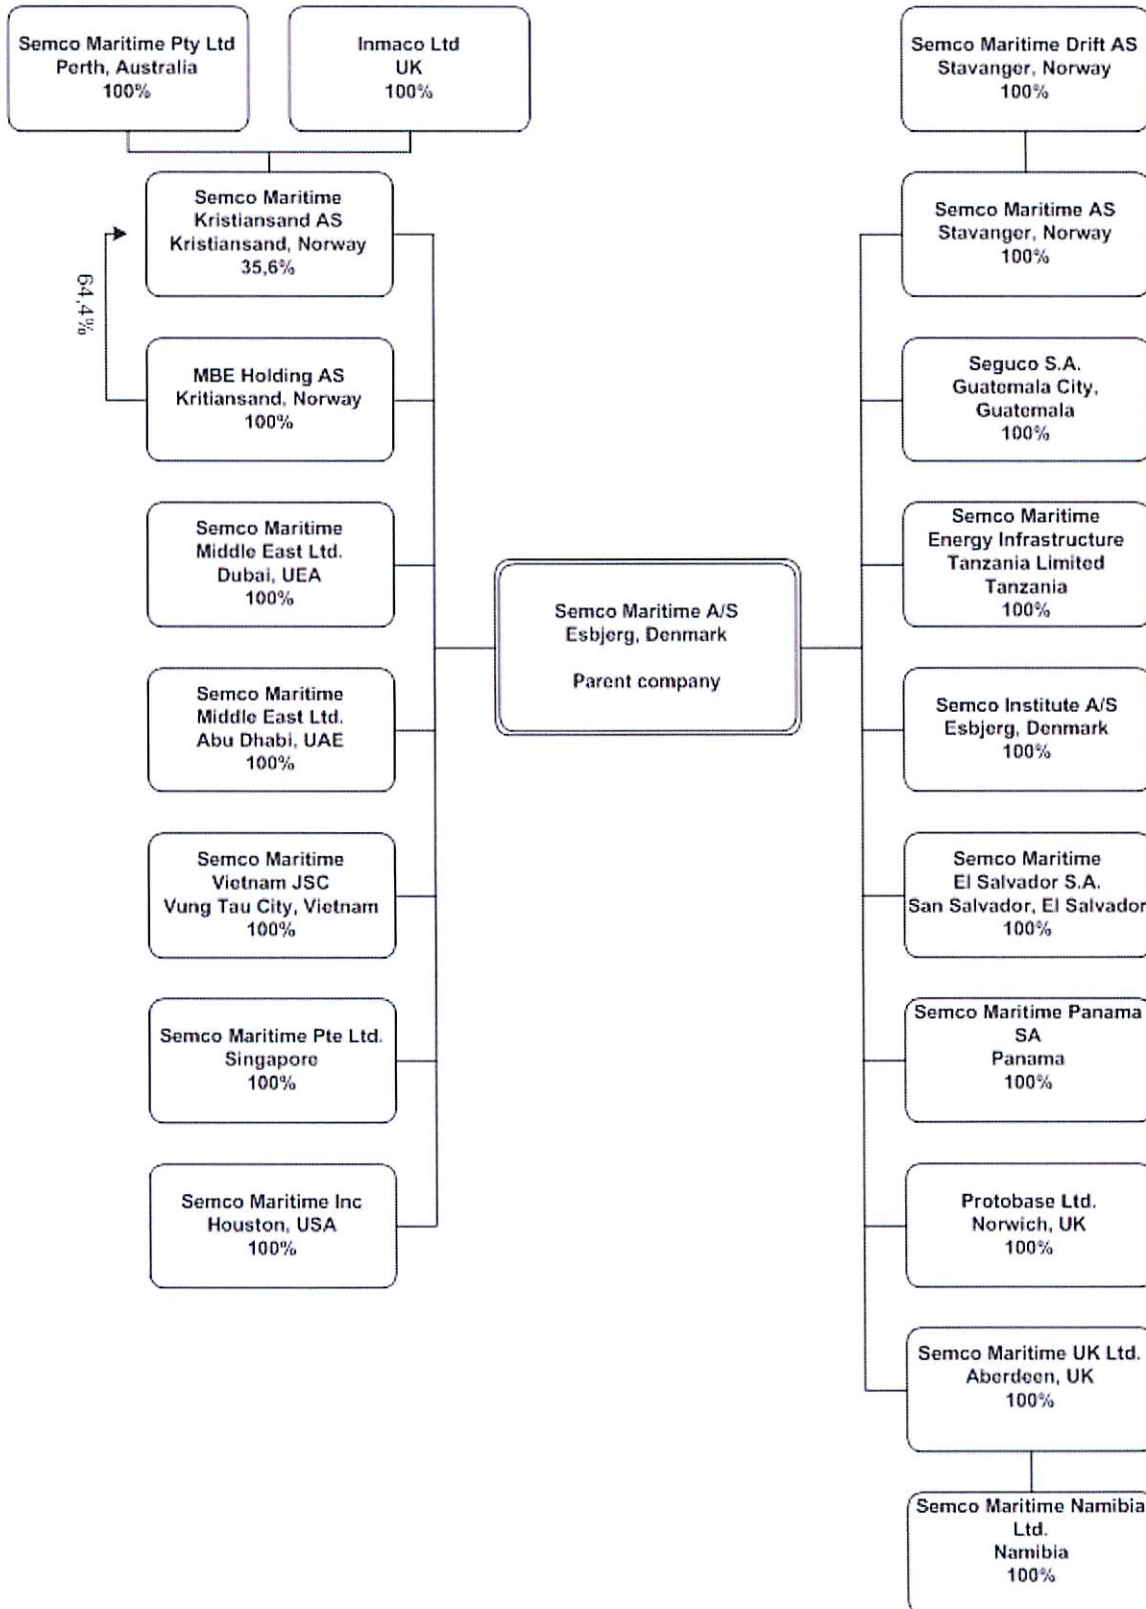 Semco Maritime Pty Ltd
Perth, Australia
100%
Inmaco Ltd
UK
100%
Semco Maritime Drift AS
Stavanger, Norway
100%
Semco Maritime
Kristiansand AS
Kristiansand, Norway
35,6%
64,4%
MBE Holding AS
Kritiansand, Norway
100%
Semco Maritime
Middle East Ltd.
Dubai, UEA
100%
Semco Maritime
Middle East Ltd.
Abu Dhabi, UAE
100%
Semco Maritime
Vietnam JSC
Vung Tau City, Vietnam
100%
Semco Maritime Pte Ltd.
Singapore
100%
Semco Maritime Inc
Houston, USA
100%
Semco Maritime A/S
Esbjerg, Denmark
Parent company
Semco Maritime AS
Stavanger, Norway
100%
Seguco S.A.
Guatemala City,
Guatemala
100%
Semco Maritime
Energy Infrastructure
Tanzania Limited
Tanzania
100%
Semco Institute A/S
Esbjerg, Denmark
100%
Semco Maritime
El Salvador S.A.
San Salvador, El Salvador
100%
Semco Maritime Panama
SA
Panama
100%
Protobase Ltd.
Norwich, UK
100%
Semco Maritime UK Ltd.
Aberdeen, UK
100%
Semco Maritime Namibia
Ltd.
Namibia
100%